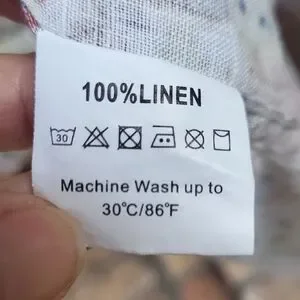 100%LINEN
30
Machine Wash up to
30°C/86°F